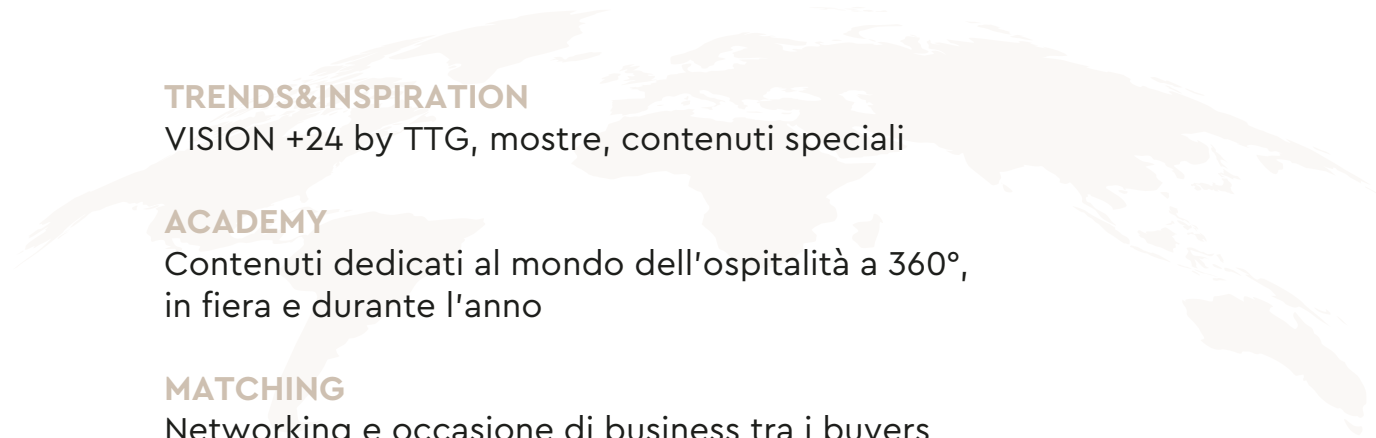 TRENDS&INSPIRATION
VISION +24 by TTG, mostre, contenuti speciali
ACADEMY
Contenuti dedicati al mondo dell'ospitalità a 360°,
in fiera e durante l'anno
MATCHING
Networking e occasione di business tra i buyers